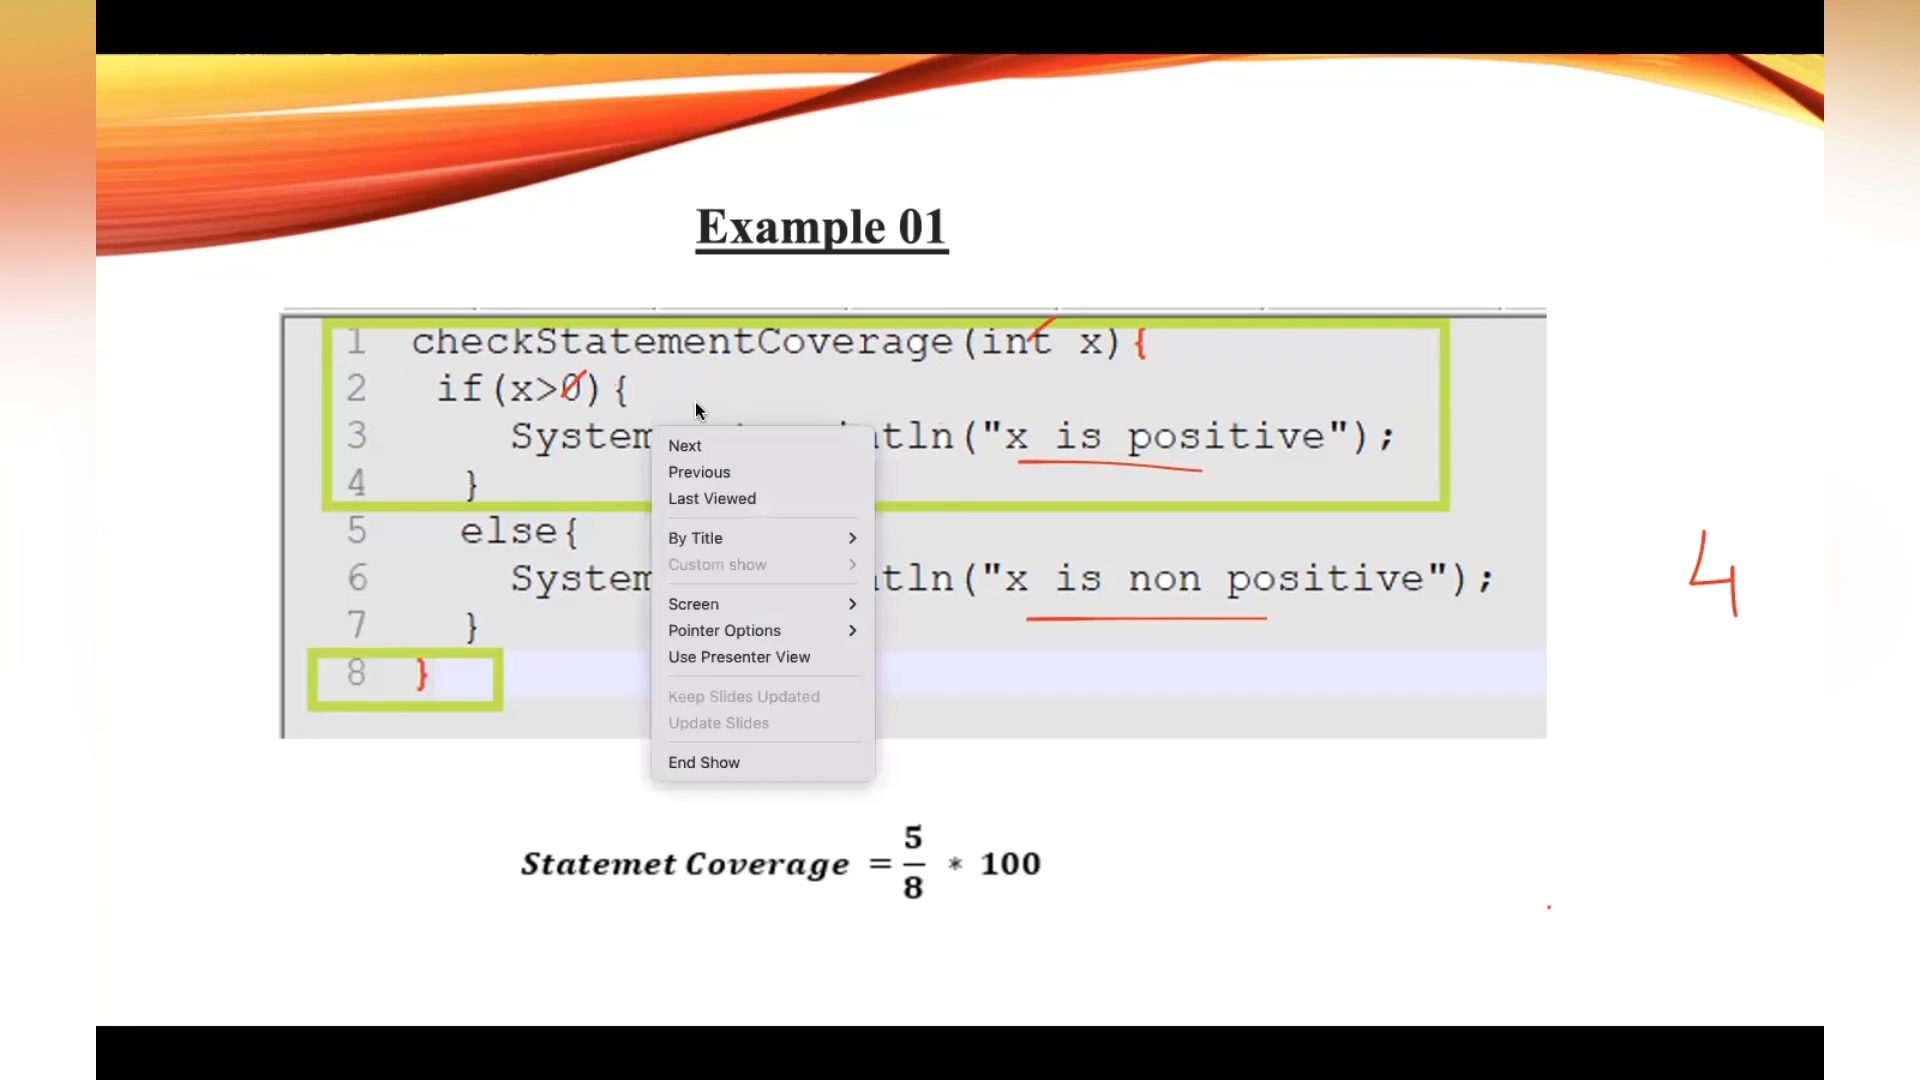 Example 01
1 checkStatementCoverage(int x){
2 if(x>0){
3 System tln("x is positive");
4 }
5 else{
6 System tln("x is non positive");
7 }
8 }
Next
Previous
Last Viewed
By Title
Custom show
Screen
Pointer Options
Use Presenter View
Keep Slides Updated
Update Slides
End Show
4
Statemet Coverage = 5/8 * 100